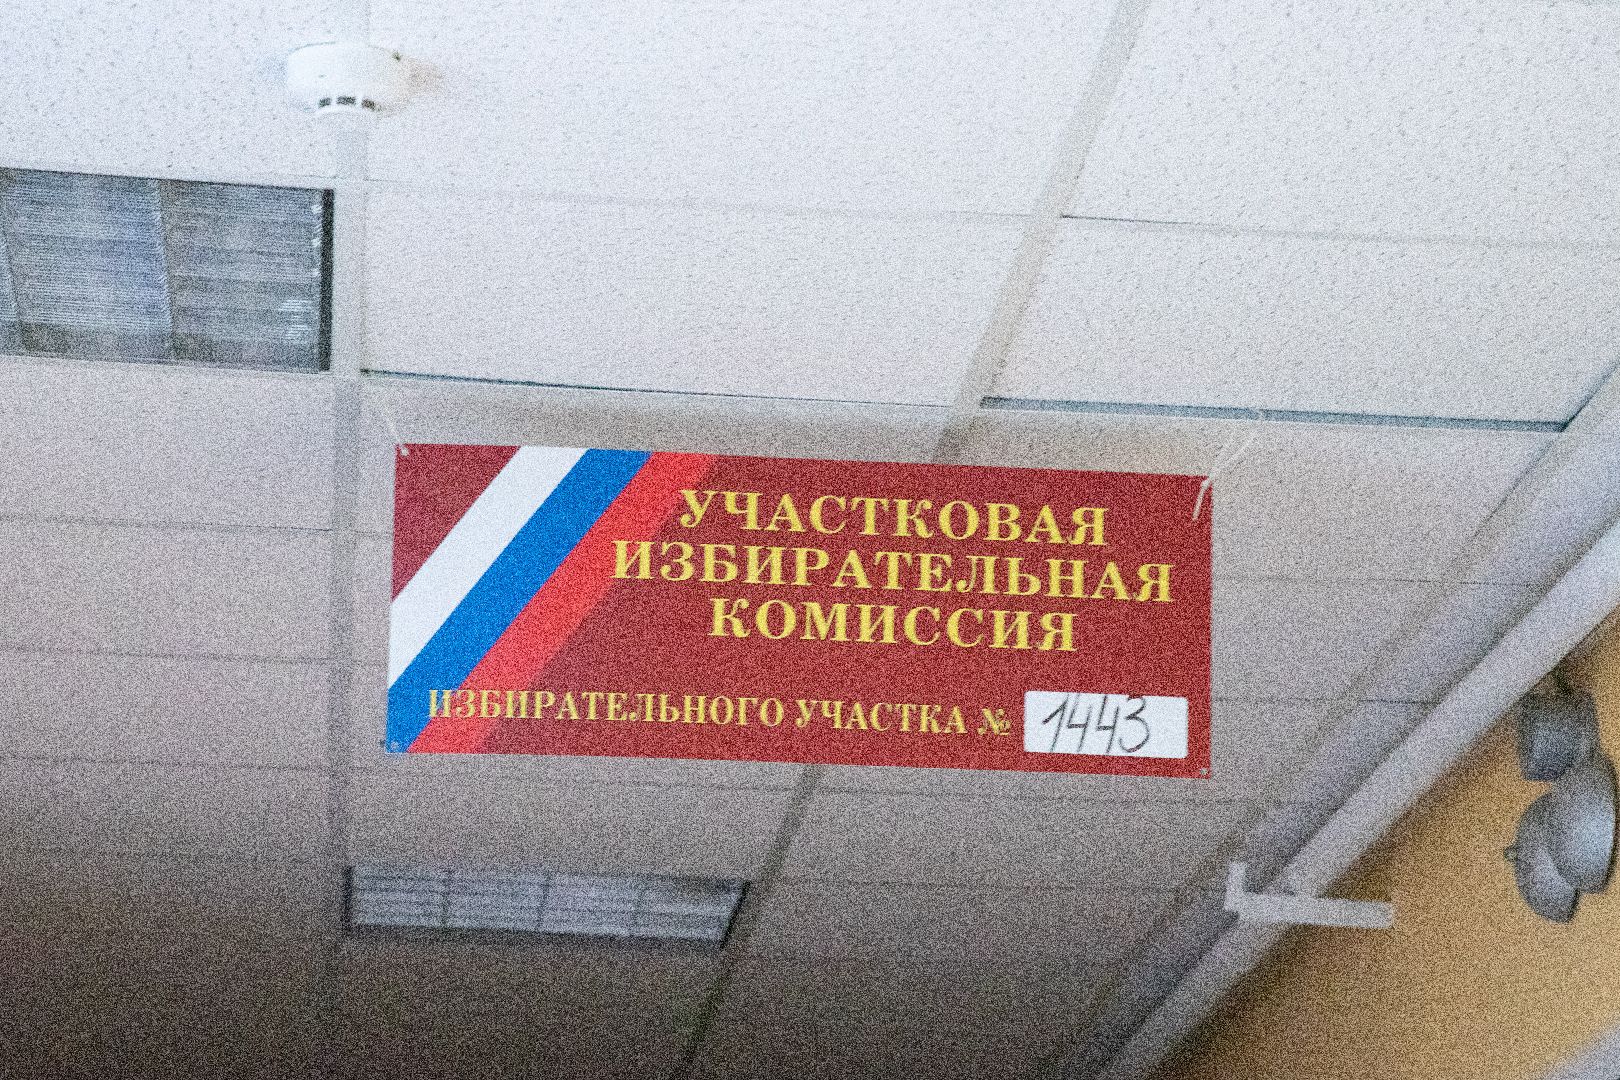 УЧАСТКОВАЯ
ИЗБИРАТЕЛЬНАЯ
КОМИССИЯ
ИЗБИРАТЕЛЬНОГО УЧАСТКА № 1443